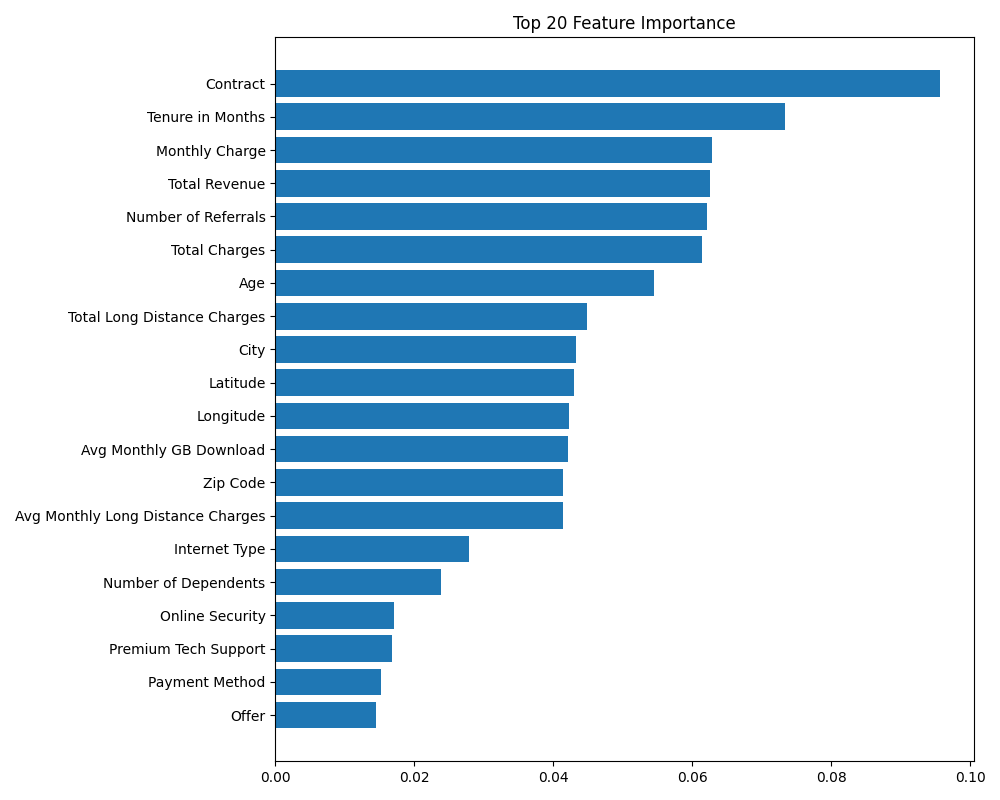 Top 20 Feature Importance
Contract
Tenure in Months
Monthly Charge
Total Revenue
Number of Referrals
Total Charges
Age
Total Long Distance Charges
City
Latitude
Longitude
Avg Monthly GB Download
Zip Code
Avg Monthly Long Distance Charges
Internet Type
Number of Dependents
Online Security
Premium Tech Support
Payment Method
Offer
0.00 0.02 0.04 0.06 0.08 0.10